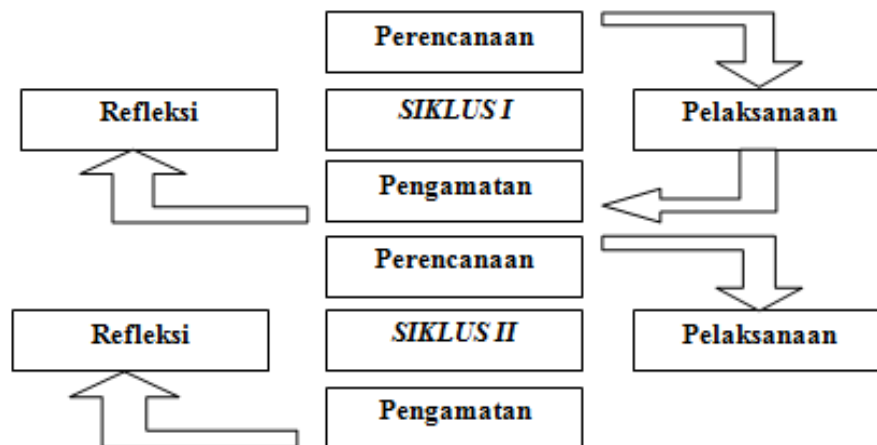 Perencanaan
Refleksi
SIKLUS I
Pelaksanaan
Pengamatan
Perencanaan
Refleksi
SIKLUS II
Pelaksanaan
Pengamatan